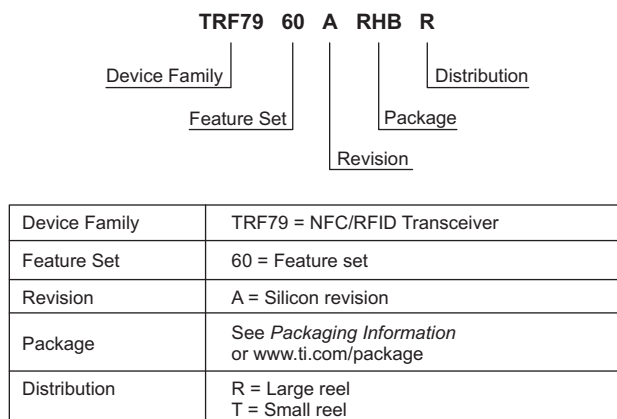 TRF79 60 A RHB R
Device Family
Distribution
Feature Set
Package
Revision
Device Family TRF79 = NFC/RFID Transceiver
Feature Set 60 = Feature set
Revision A = Silicon revision
Package See Packaging Information
or www.ti.com/package
Distribution R = Large reel
T = Small reel